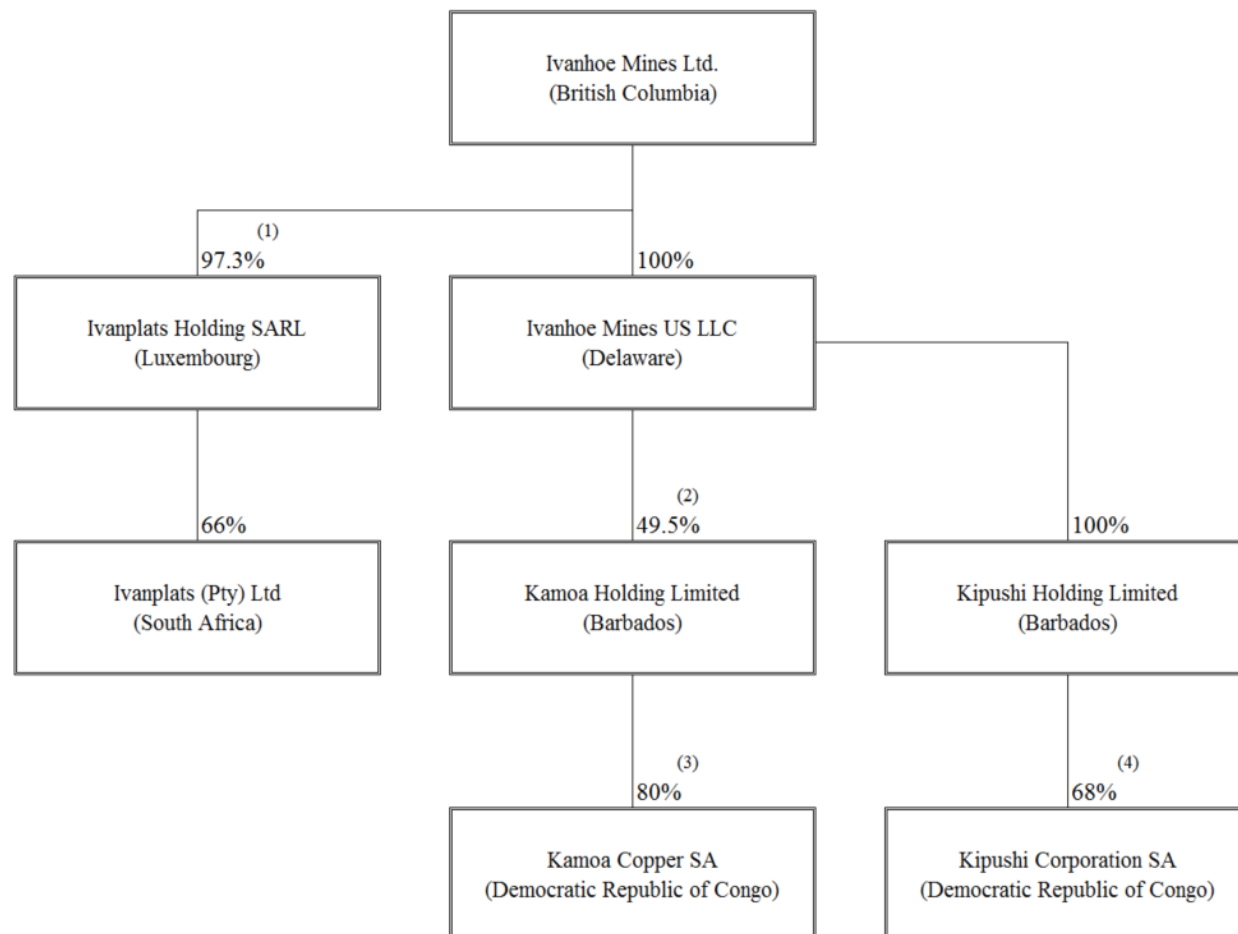 Ivanhoe Mines Ltd.
(British Columbia)
(1)
97.3%
100%
Ivanplats Holding SARL
(Luxembourg)
Ivanhoe Mines US LLC
(Delaware)
(2)
66%
49.5%
100%
Ivanplats (Pty) Ltd
(South Africa)
Kamoa Holding Limited
(Barbados)
Kipushi Holding Limited
(Barbados)
(3)
(4)
80%
68%
Kamoa Copper SA
(Democratic Republic of Congo)
Kipushi Corporation SA
(Democratic Republic of Congo)